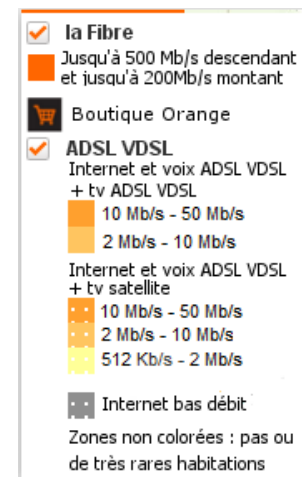 la Fibre
Jusqu'à 500 Mb/s descendant
et jusqu'à 200Mb/s montant
Boutique Orange
ADSL VDSL
Internet et voix ADSL VDSL
+ tv ADSL VDSL
10 Mb/s - 50 Mb/s
2 Mb/s - 10 Mb/s
Internet et voix ADSL VDSL
+ tv satellite
10 Mb/s - 50 Mb/s
2 Mb/s - 10 Mb/s
512 Kb/s - 2 Mb/s
Internet bas débit
Zones non colorées : pas ou
de très rares habitations